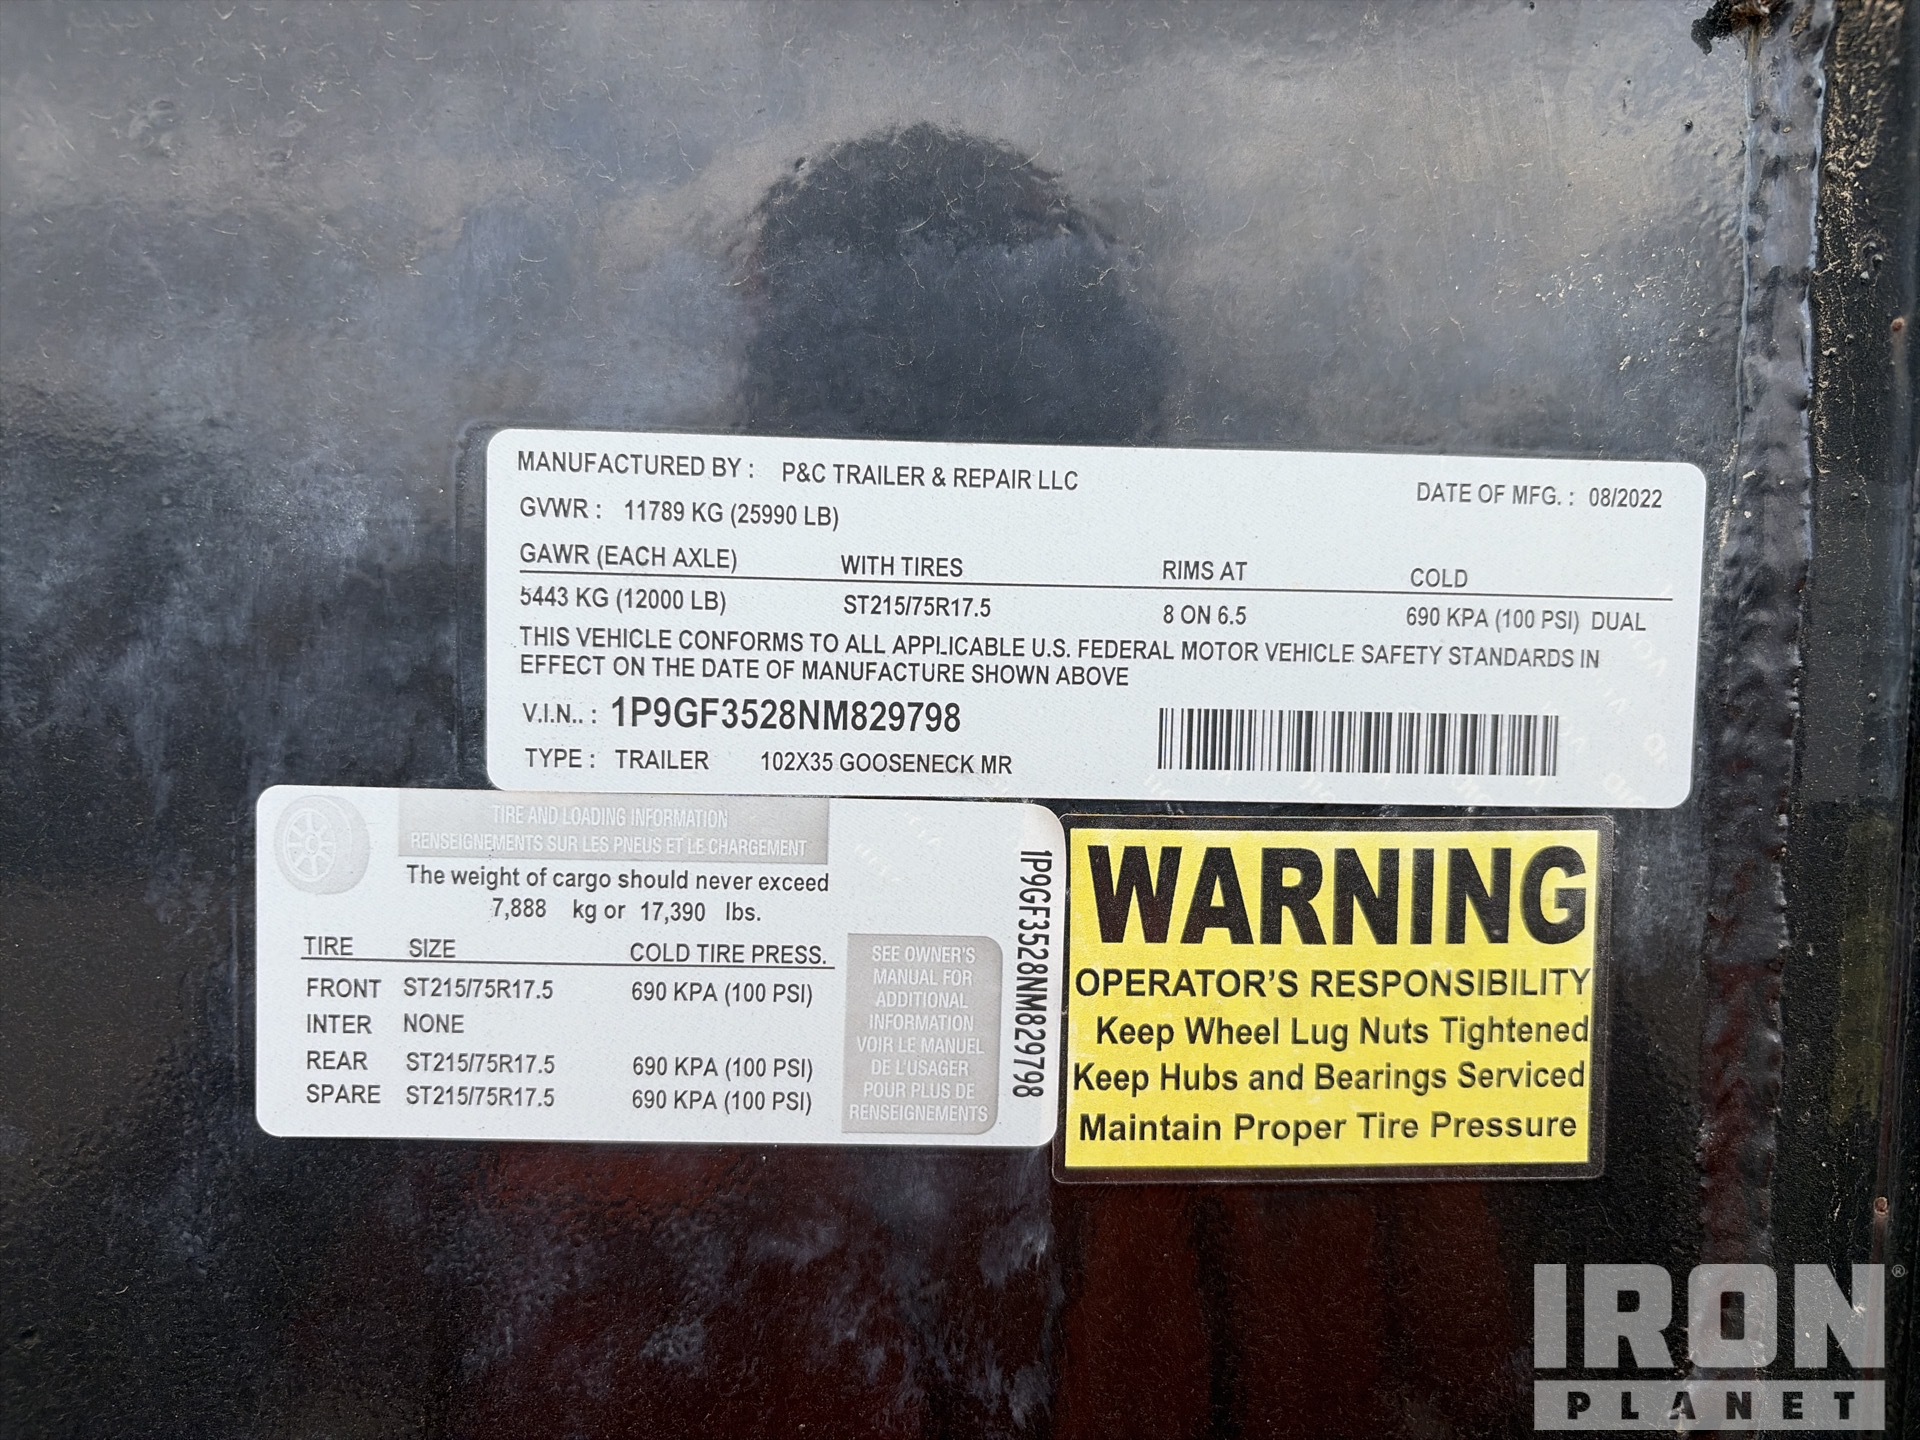 MANUFACTURED BY : P&C TRAILER & REPAIR LLC DATE OF MFG. : 08/2022
GVWR : 11789 KG (25990 LB)
GAWR (EACH AXLE) WITH TIRES RIMS AT COLD
5443 KG (12000 LB) ST215/75R17.5 8 ON 6.5 690 KPA (100 PSI) DUAL
THIS VEHICLE CONFORMS TO ALL APPLICABLE U.S. FEDERAL MOTOR VEHICLE SAFETY STANDARDS IN
EFFECT ON THE DATE OF MANUFACTURE SHOWN ABOVE
V.I.N.. : 1P9GF3528NM829798
TYPE : TRAILER 102X35 GOOSENECK MR
TIRE AND LOADING INFORMATION
RENSEIGNEMENTS SUR LES PNEUS ET LE CHARGEMENT
The weight of cargo should never exceed
7,888 kg or 17,390 lbs.
TIRE SIZE COLD TIRE PRESS.
FRONT ST215/75R17.5 690 KPA (100 PSI)
INTER NONE
REAR ST215/75R17.5 690 KPA (100 PSI)
SPARE ST215/75R17.5 690 KPA (100 PSI)
SEE OWNER'S
MANUAL FOR
ADDITIONAL
INFORMATION
VOIR LE MANUEL
DE L'USAGER
POUR PLUS DE
RENSEIGNEMENTS
1P9GF3528NM829798
WARNING
OPERATOR'S RESPONSIBILITY
Keep Wheel Lug Nuts Tightened
Keep Hubs and Bearings Serviced
Maintain Proper Tire Pressure
IRON
PLANET